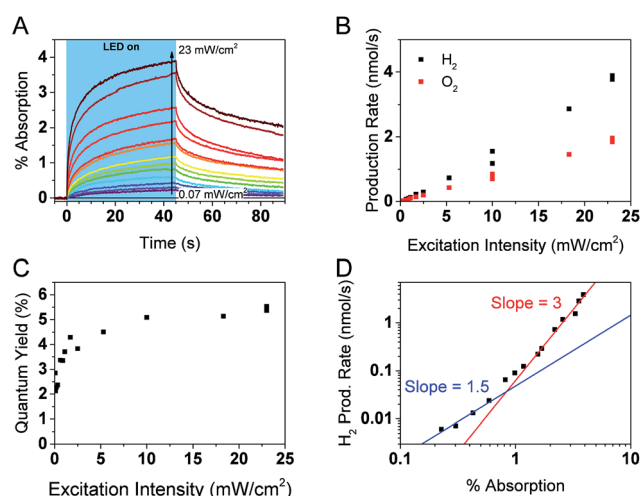 A
LED on
23 mW/cm²
0.07 mW/cm²
% Absorption
4
3
2
1
0
0 20 40 60 80
Time (s)
B
H₂
O₂
Production Rate (nmol/s)
4
2
0
0 5 10 15 20 25
Excitation Intensity (mW/cm²)
C
Quantum Yield (%)
6
5
4
3
2
1
0
0 5 10 15 20 25
Excitation Intensity (mW/cm²)
D
Slope = 3
Slope = 1.5
H₂ Prod. Rate (nmol/s)
1
0.1
0.01
0.1 1 10
% Absorption